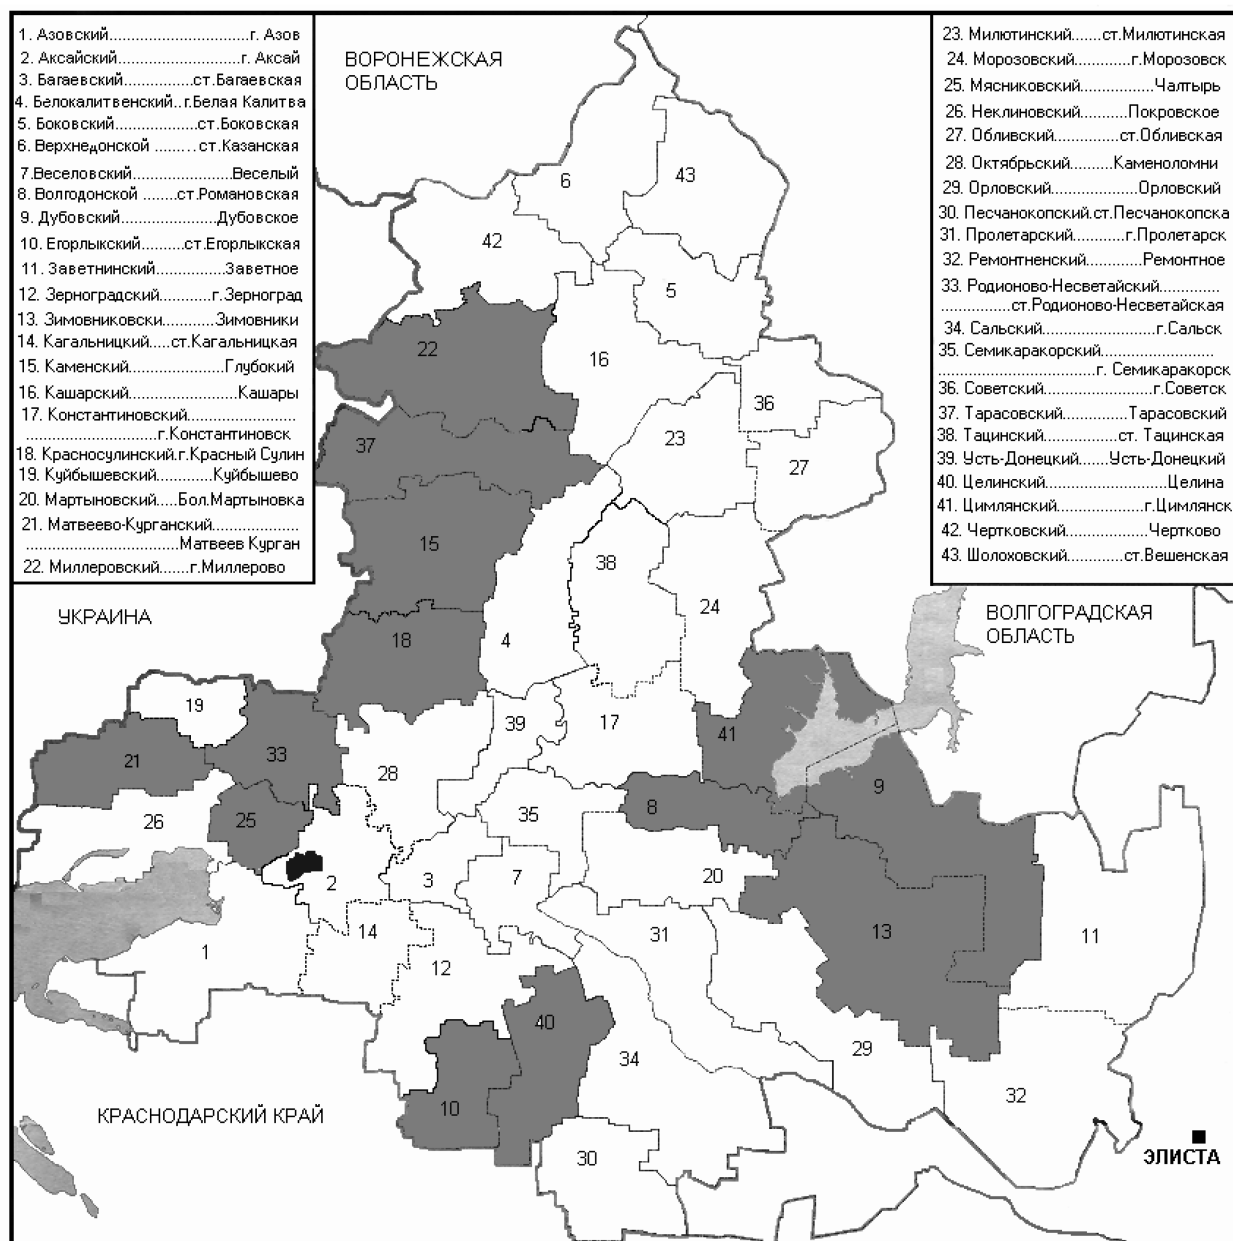 1. Азовский..............................г. Азов
2. Аксайский..........................г. Аксай
3. Багаевский...............ст.Багаевская
4. Белокалитвенский..г.Белая Калитва
5. Боковский..................ст.Боковская
6. Верхнедонской .........ст.Казанская
7.Веселовский......................Веселый
8. Волгодонской .......ст.Романовская
9. Дубовский.....................Дубовское
10. Егорлыкский.........ст.Егорлыкская
11. Заветнинский...............Заветное
12. Зерноградский...........г.Зерноград
13. Зимовниковски...........Зимовники
14. Кагальницкий.....ст.Кагальницкая
15. Каменский.....................Глубокий
16. Кашарский........................Кашары
17. Константиновский.......................
.............................г.Константиновск
18. Красносулинский.г.Красный Сулин
19. Куйбышевский............Куйбышево
20. Мартыновский.....Бол.Мартыновка
21. Матвеево-Курганский..................
.................................Матвеев Курган
22. Миллеровский.......г.Миллерово
23. Милютинский......ст.Милютинская
24. Морозовский................г.Морозовск
25. Мясниковский................Чалтырь
26. Неклиновский...........Покровское
27. Обливский.............ст.Обливская
28. Октябрьский.........Каменоломни
29. Орловский...................Орловский
30. Песчанокопский.ст.Песчанокопска
31. Пролетарский...........г.Пролетарск
32. Ремонтненский............Ремонтное
33. Родионово-Несветайский.............
...............ст.Родионово-Несветайская
34. Сальский........................г.Сальск
35. Семикаракорский.........................
..................................г. Семикаракорск
36. Советский........................г.Советск
37. Тарасовский..............Тарасовский
38. Тацинский...............ст. Тацинская
39. Усть-Донецкий......Усть-Донецкий
40. Целинский..........................Целина
41. Цимлянский..................г.Цимлянск
42. Чертковский..................Чертково
43. Шолоховский.............ст.Вешенская
ВОРОНЕЖСКАЯ
ОБЛАСТЬ
6
43
42
5
22
16
36
37
23
27
15
38
УКРАИНА
24
ВОЛГОГРАДСКАЯ
ОБЛАСТЬ
18
4
19
39
17
41
33
21
28
9
26
25
35
8
2
3
7
20
1
14
31
13
11
12
40
29
34
10
32
КРАСНОДАРСКИЙ КРАЙ
30
ЭЛИСТА